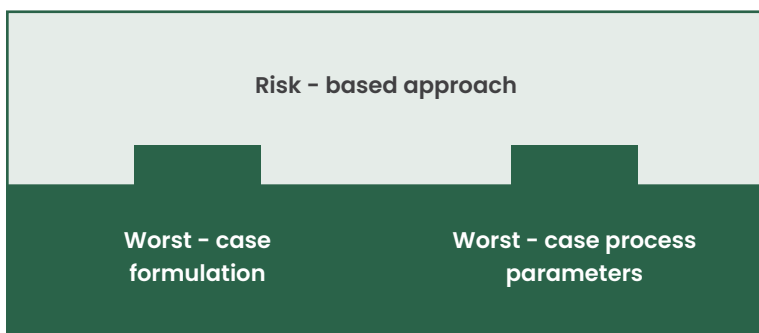 Risk - based approach
Worst - case
formulation
Worst - case process
parameters